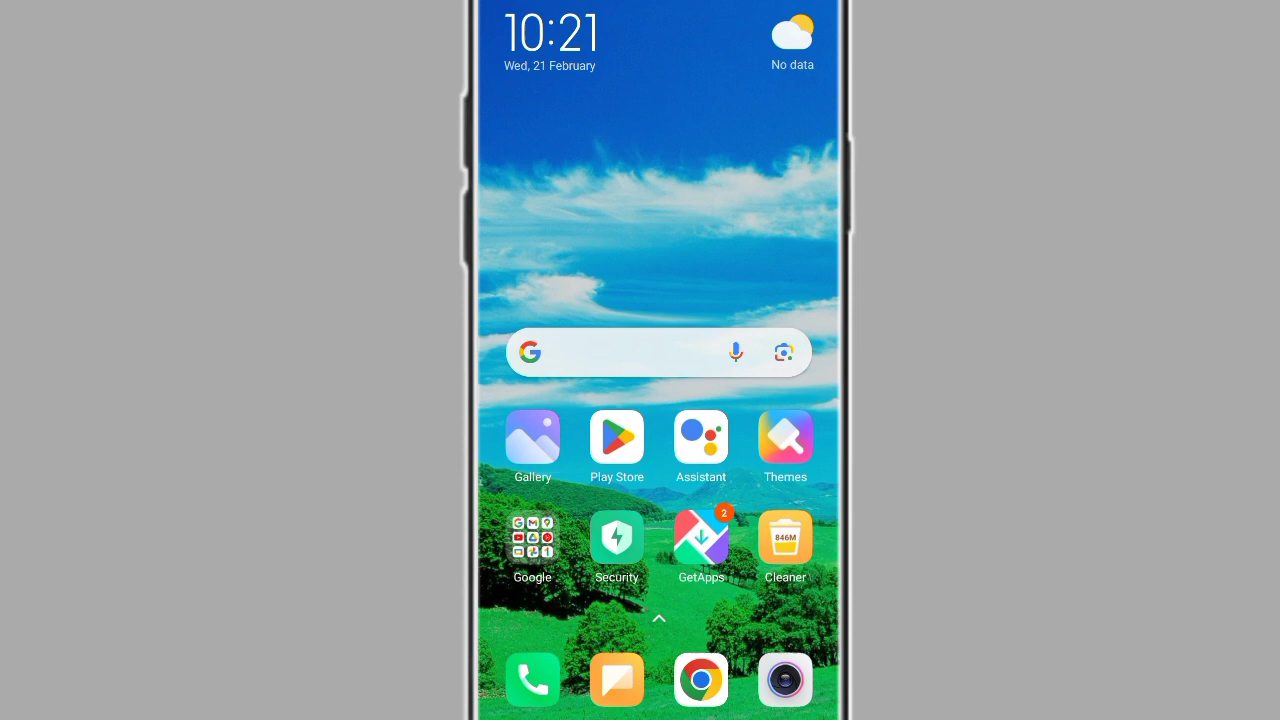 10:21
Wed, 21 February
No data
Gallery
Play Store
Assistant
Themes
2
846M
Google
Security
GetApps
Cleaner